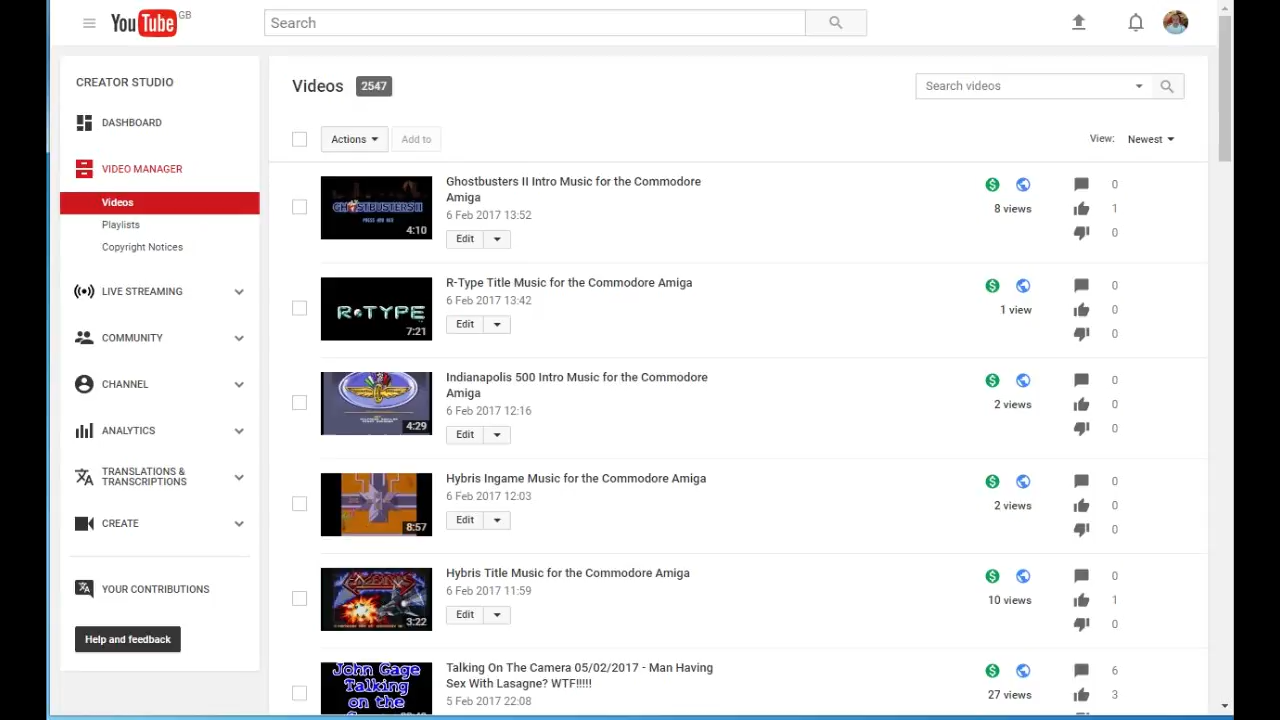 YouTube GB
Search
CREATOR STUDIO
DASHBOARD
VIDEO MANAGER
Videos
Playlists
Copyright Notices
LIVE STREAMING
COMMUNITY
CHANNEL
ANALYTICS
TRANSLATIONS &
TRANSCRIPTIONS
CREATE
YOUR CONTRIBUTIONS
Help and feedback
Videos 2547
Search videos
Actions
Add to
View: Newest
GHOSTBUSTERS II
4:10
Ghostbusters II Intro Music for the Commodore
Amiga
6 Feb 2017 13:52
Edit
8 views
0
1
0
R-TYPE
7:21
R-Type Title Music for the Commodore Amiga
6 Feb 2017 13:42
Edit
1 view
0
0
0
4:29
Indianapolis 500 Intro Music for the Commodore
Amiga
6 Feb 2017 12:16
Edit
2 views
0
0
0
8:57
Hybris Ingame Music for the Commodore Amiga
6 Feb 2017 12:03
Edit
2 views
0
0
0
3:22
Hybris Title Music for the Commodore Amiga
6 Feb 2017 11:59
Edit
10 views
0
1
0
John Gage
Talking
on the
Talking On The Camera 05/02/2017 - Man Having
Sex With Lasagne? WTF!!!!!
5 Feb 2017 22:08
27 views
6
3